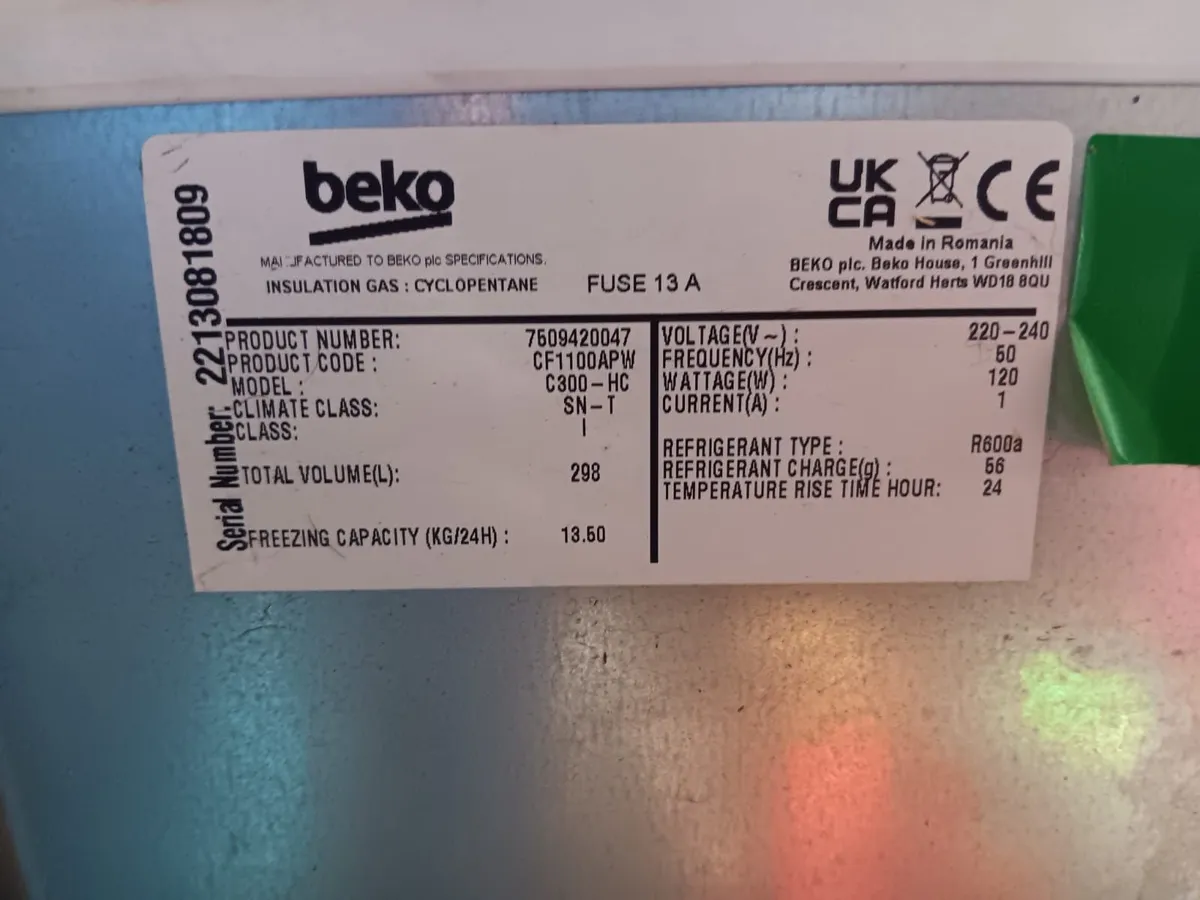 beko
UK
CA
CE
MANUFACTURED TO BEKO plc SPECIFICATIONS.
INSULATION GAS : CYCLOPENTANE
FUSE 13 A
Made in Romania
BEKO plc. Beko House, 1 Greenhill
Crescent, Watford Herts WD18 8QU
Serial Number: 2213081809
PRODUCT NUMBER: 7509420047
PRODUCT CODE : CF1100APW
MODEL : C300-HC
CLIMATE CLASS: SN-T
CLASS: I
TOTAL VOLUME(L): 298
FREEZING CAPACITY (KG/24H) : 13.50
VOLTAGE(V~) : 220-240
FREQUENCY(Hz) : 50
WATTAGE(W) : 120
CURRENT(A) : 1
REFRIGERANT TYPE : R600a
REFRIGERANT CHARGE(g) : 56
TEMPERATURE RISE TIME HOUR: 24